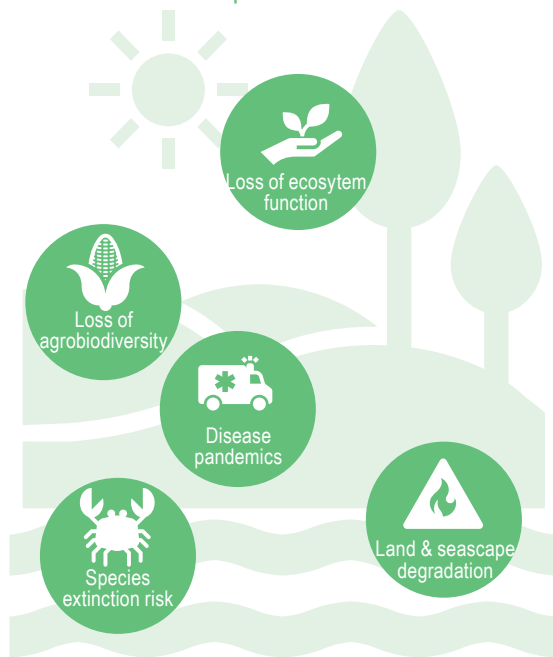 Loss of ecosytem
function
Loss of
agrobiodiversity
Disease
pandemics
Land & seascape
degradation
Species
extinction risk